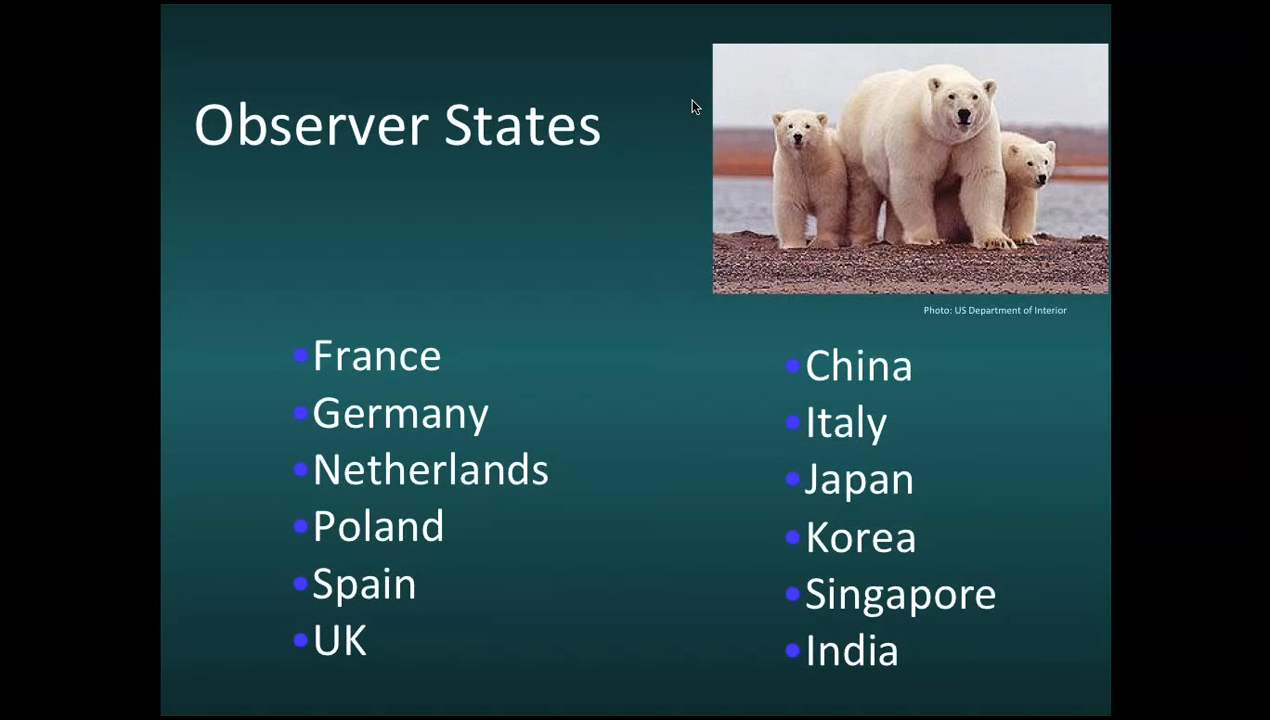 Observer States
Photo: US Department of Interior
•France
•Germany
•Netherlands
•Poland
•Spain
•UK
•China
•Italy
•Japan
•Korea
•Singapore
•India